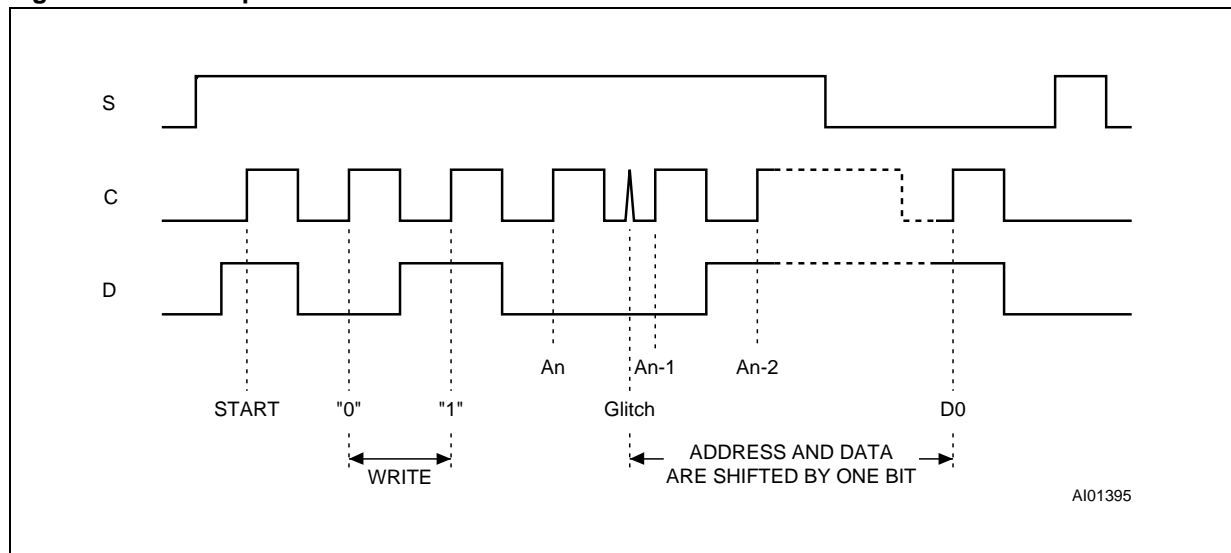 S
C
D
An
An-1
An-2
START
"0"
"1"
Glitch
D0
WRITE
ADDRESS AND DATA
ARE SHIFTED BY ONE BIT
AI01395